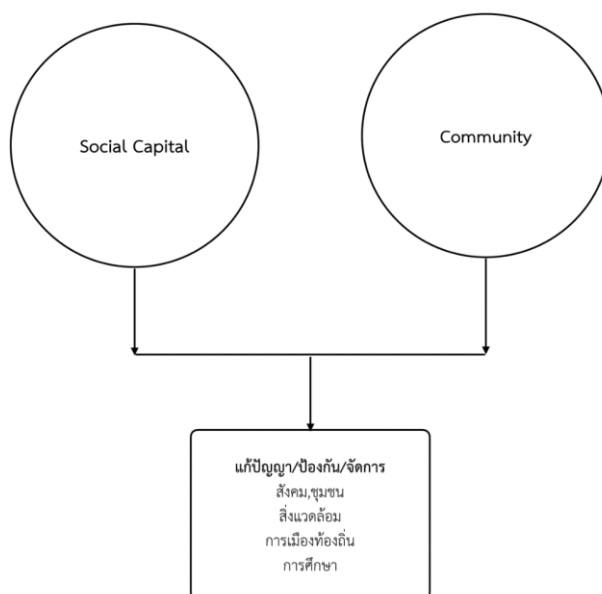 Social Capital
Community
แก้ปัญญา/ป้องกัน/จัดการ
สังคม,ชุมชน
สิ่งแวดล้อม
การเมืองท้องถิ่น
การศึกษา